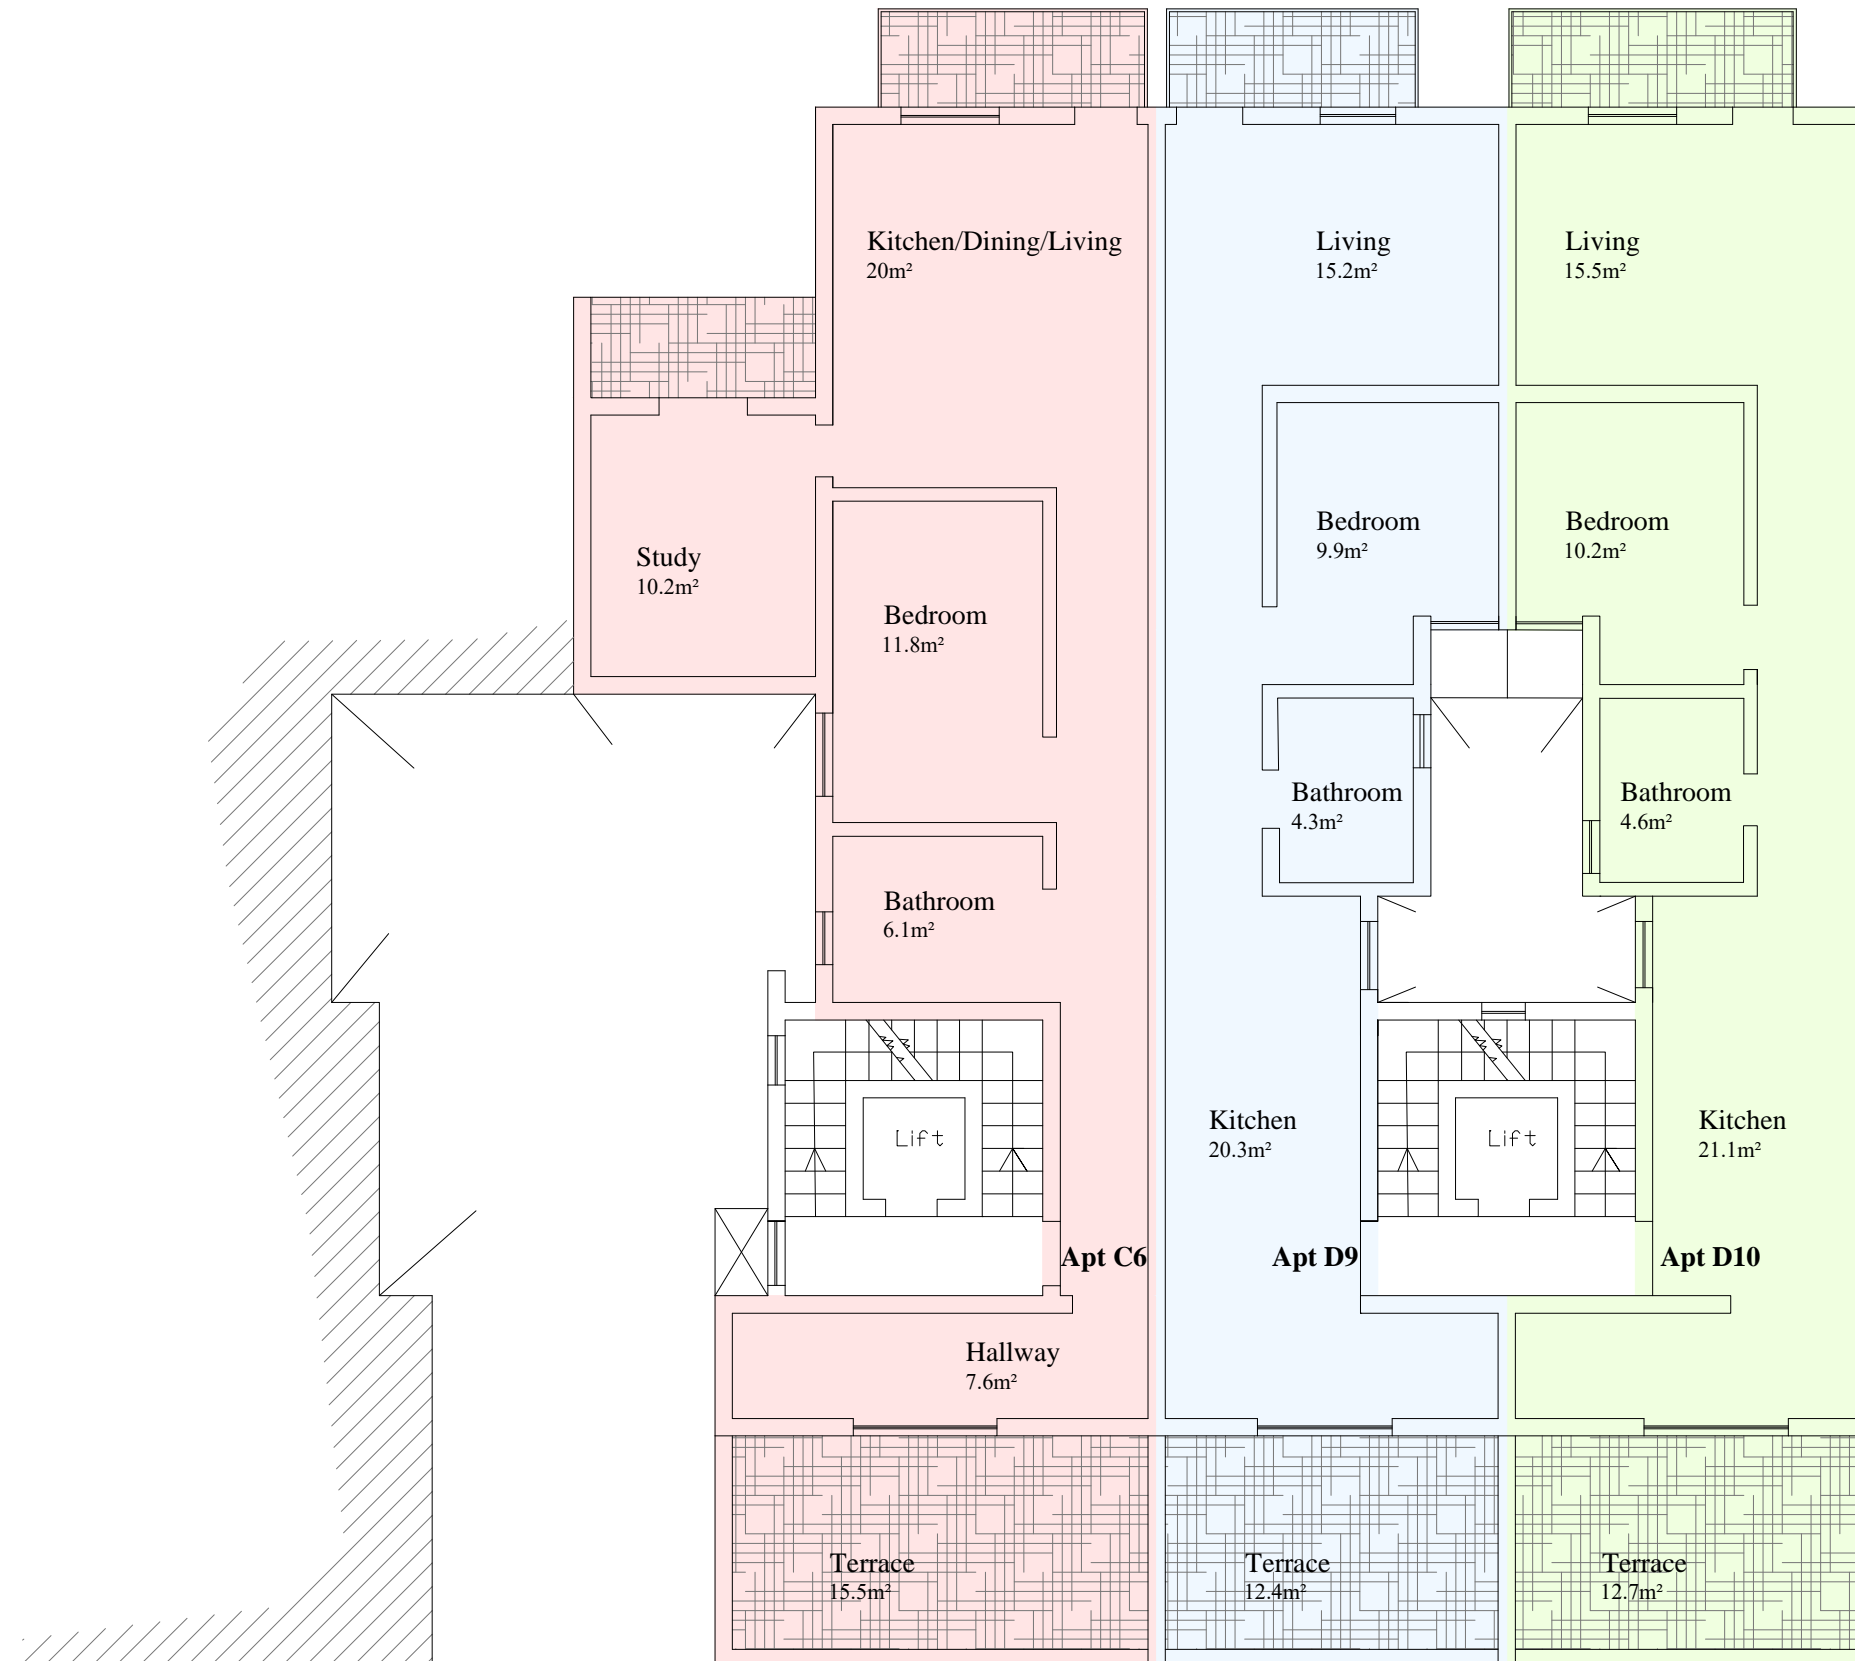 Kitchen/Dining/Living
20m²
Living
15.2m²
Living
15.5m²
Study
10.2m²
Bedroom
11.8m²
Bedroom
9.9m²
Bedroom
10.2m²
Bathroom
6.1m²
Bathroom
4.3m²
Bathroom
4.6m²
Lift
Kitchen
20.3m²
Lift
Kitchen
21.1m²
Apt C6
Apt D9
Apt D10
Hallway
7.6m²
Terrace
15.5m²
Terrace
12.4m²
Terrace
12.7m²